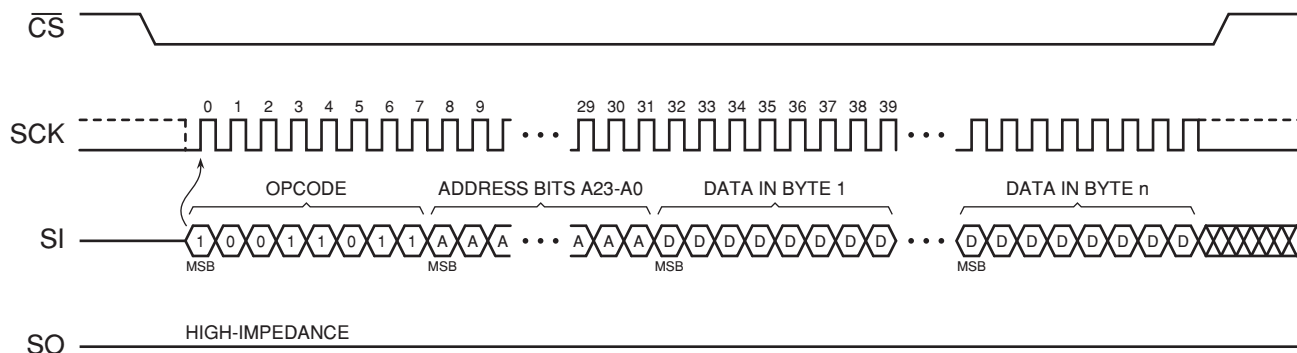 CS
0 1 2 3 4 5 6 7 8 9 29 30 31 32 33 34 35 36 37 38 39
SCK
OPCODE ADDRESS BITS A23-A0 DATA IN BYTE 1 DATA IN BYTE n
SI 1 0 0 1 1 0 1 1 A A A A A A D D D D D D D D D D D D D D D D
MSB MSB MSB MSB
HIGH-IMPEDANCE
SO